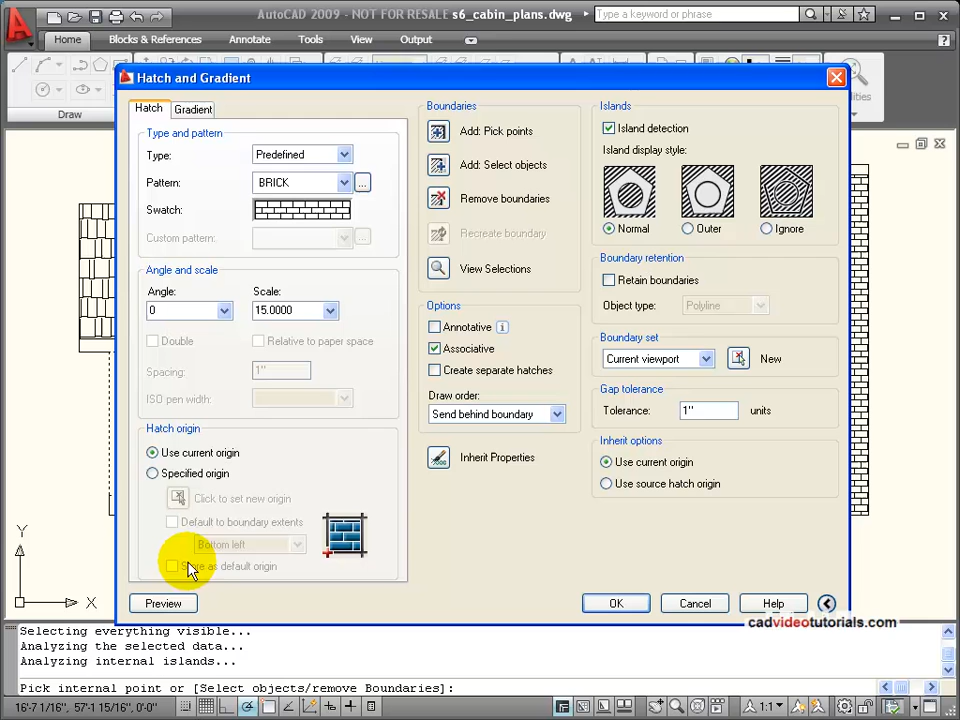 AutoCAD 2009 - NOT FOR RESALE s6_cabin_plans.dwg
Type a keyword or phrase
Home Blocks & References Annotate Tools View Output
Hatch and Gradient
Draw
Hatch Gradient
Type and pattern
Type: Predefined
Pattern: BRICK ...
Swatch:
Custom pattern: ...
Angle and scale
Angle: Scale:
0 15.0000
Double Relative to paper space
Spacing: 1"
ISO pen width:
Hatch origin
Use current origin
Specified origin
Click to set new origin
Default to boundary extents
Bottom left
as default origin
Boundaries
Add: Pick points
Add: Select objects
Remove boundaries
Recreate boundary
View Selections
Options
Annotative
Associative
Create separate hatches
Draw order:
Send behind boundary
Inherit Properties
Islands
Island detection
Island display style:
Normal Outer Ignore
Boundary retention
Retain boundaries
Object type: Polyline
Boundary set
Current viewport New
Gap tolerance
Tolerance: 1" units
Inherit options
Use current origin
Use source hatch origin
Preview OK Cancel Help
cadvideotutorials.com
Y
X
Selecting everything visible...
Analyzing the selected data...
Analyzing internal islands...
Pick internal point or [Select objects/remove Boundaries]:
16'-7 1/16", 57'-1 15/16", 0'-0" 1:1